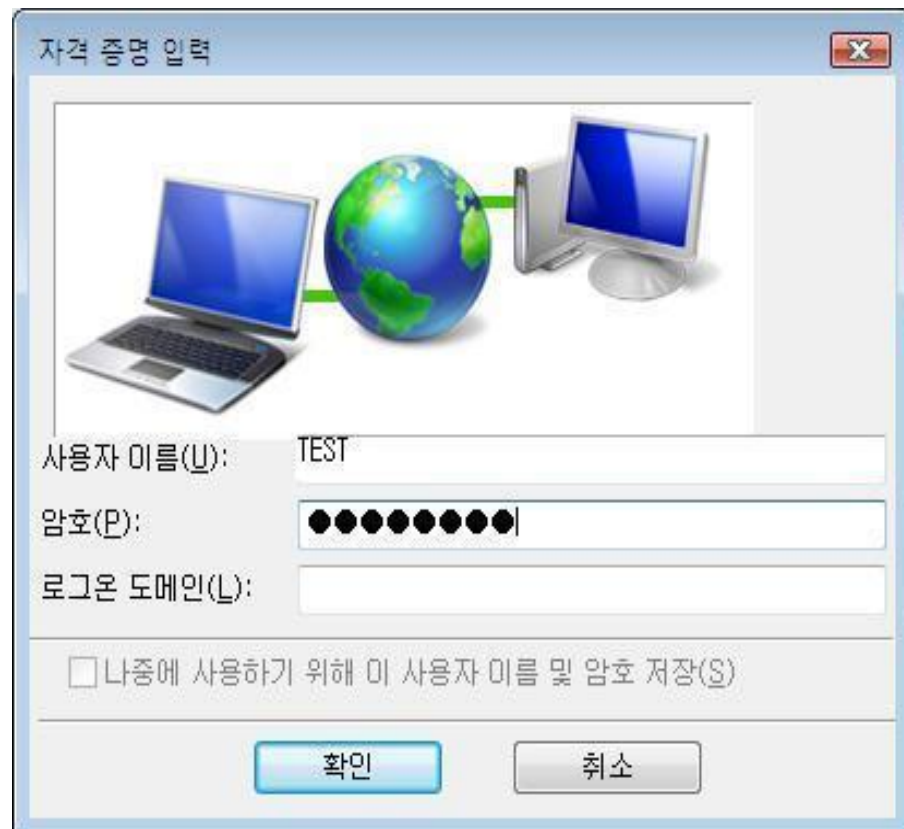 자격 증명 입력
사용자 이름(U): TEST
암호(P): ●●●●●●●●
로그온 도메인(L):
나중에 사용하기 위해 이 사용자 이름 및 암호 저장(S)
확인 취소